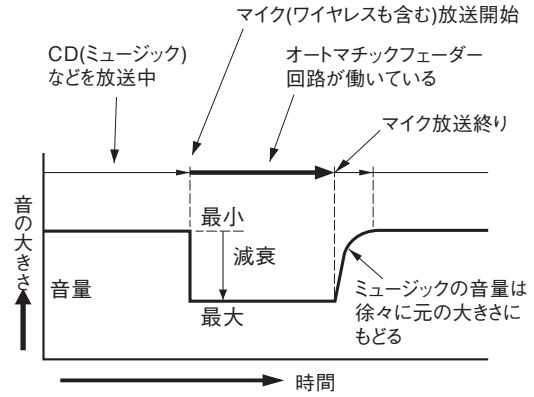 マイク(ワイヤレスも含む)放送開始
CD(ミュージック)
などを放送中
オートマチックフェーダー
回路が働いている
マイク放送終り
音の大きさ
音量
最小
減衰
最大
ミュージックの音量は
徐々に元の大きさに
もどる
時間